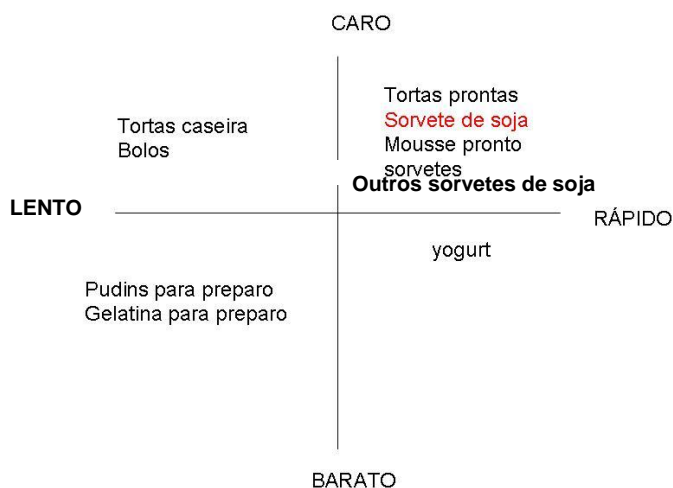 CARO
Tortas caseira
Bolos
Tortas prontas
Sorvete de soja
Mousse pronto
sorvetes
Outros sorvetes de soja
LENTO
RÁPIDO
yogurt
Pudins para preparo
Gelatina para preparo
BARATO